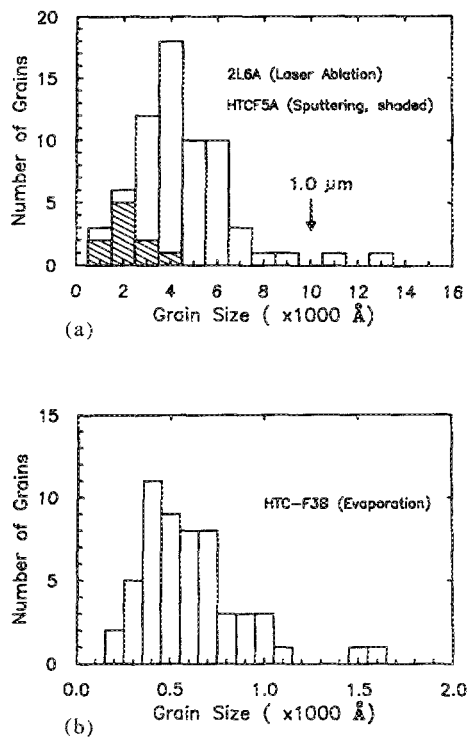 20
15
10
5
0
Number of Grains
2L6A (Laser Ablation)
HTCF5A (Sputtering, shaded)
1.0 μm
0 2 4 6 8 10 12 14 16
Grain Size ( x1000 Å)
(a)
15
10
5
0
Number of Grains
HTC-F3B (Evaporation)
0.0 0.5 1.0 1.5 2.0
Grain Size ( x1000 Å)
(b)